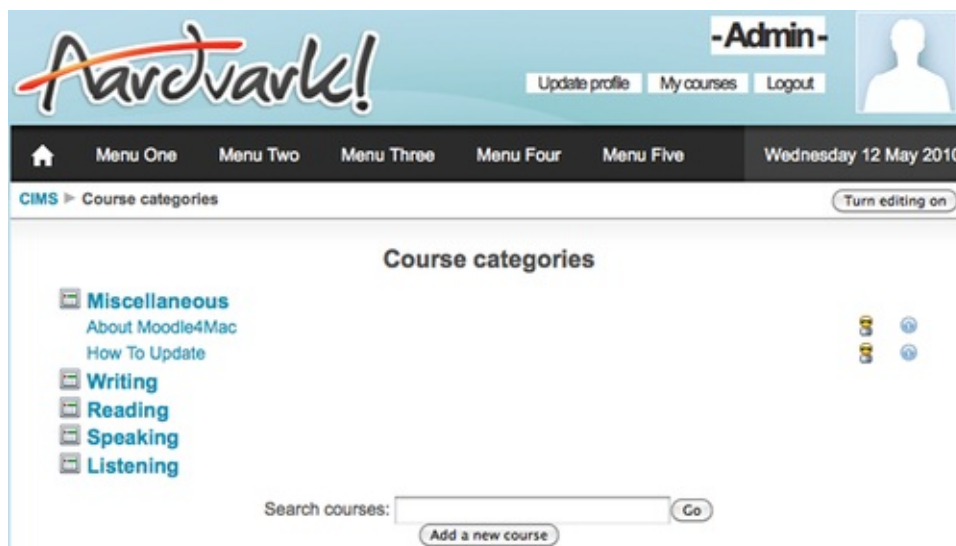 Aardvark!
-Admin-
Update profile My courses Logout
Menu One Menu Two Menu Three Menu Four Menu Five Wednesday 12 May 2010
CIMS Course categories Turn editing on
Course categories
Miscellaneous
About Moodle4Mac
How To Update
Writing
Reading
Speaking
Listening
Search courses: Go
Add a new course